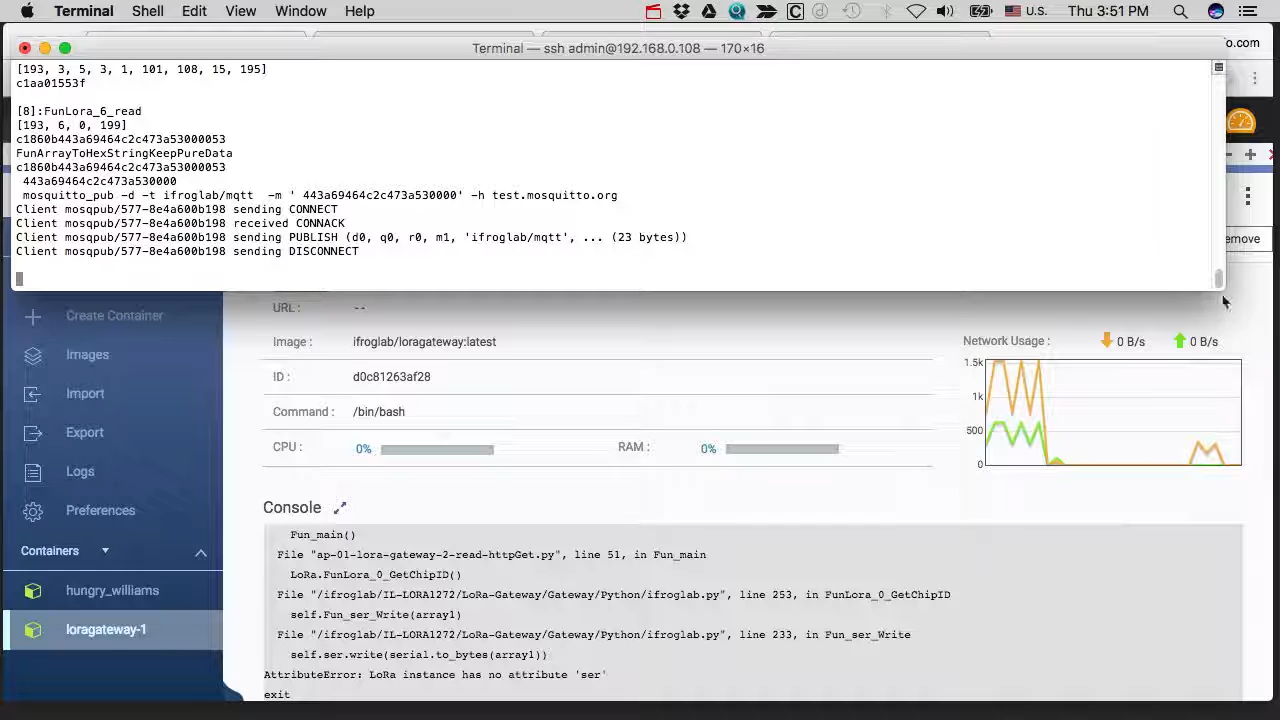 Terminal Shell Edit View Window Help U.S. Thu 3:51 PM
Terminal — ssh admin@192.168.0.108 — 170×16
o.com
[193, 3, 5, 3, 1, 101, 108, 15, 195]
c1aa01553f
[8]:FunLora_6_read
[193, 6, 0, 199]
c1860b443a69464c2c473a53000053
FunArrayToHexStringKeepPureData
c1860b443a69464c2c473a53000053
443a69464c2c473a530000
mosquitto_pub -d -t ifroglab/mqtt -m ' 443a69464c2c473a530000' -h test.mosquitto.org
Client mosqpub/577-8e4a600b198 sending CONNECT
Client mosqpub/577-8e4a600b198 received CONNACK
Client mosqpub/577-8e4a600b198 sending PUBLISH (d0, q0, r0, m1, 'ifroglab/mqtt', ... (23 bytes))
emove
Client mosqpub/577-8e4a600b198 sending DISCONNECT
Create Container
Images
Import
Export
Logs
Preferences
Containers
hungry_williams
loragateway-1
URL : --
Image : ifroglab/loragateway:latest
ID : d0c81263af28
Command : /bin/bash
CPU : 0% RAM : 0%
Network Usage : 0 B/s 0 B/s
1.5k
1k
500
0
Console
Fun_main()
File "ap-01-lora-gateway-2-read-httpGet.py", line 51, in Fun_main
LoRa.FunLora_0_GetChipID()
File "/ifroglab/IL-LORA1272/LoRa-Gateway/Gateway/Python/ifroglab.py", line 253, in FunLora_0_GetChipID
self.Fun_ser_Write(array1)
File "/ifroglab/IL-LORA1272/LoRa-Gateway/Gateway/Python/ifroglab.py", line 233, in Fun_ser_Write
self.ser.write(serial.to_bytes(array1))
AttributeError: LoRa instance has no attribute 'ser'
exit